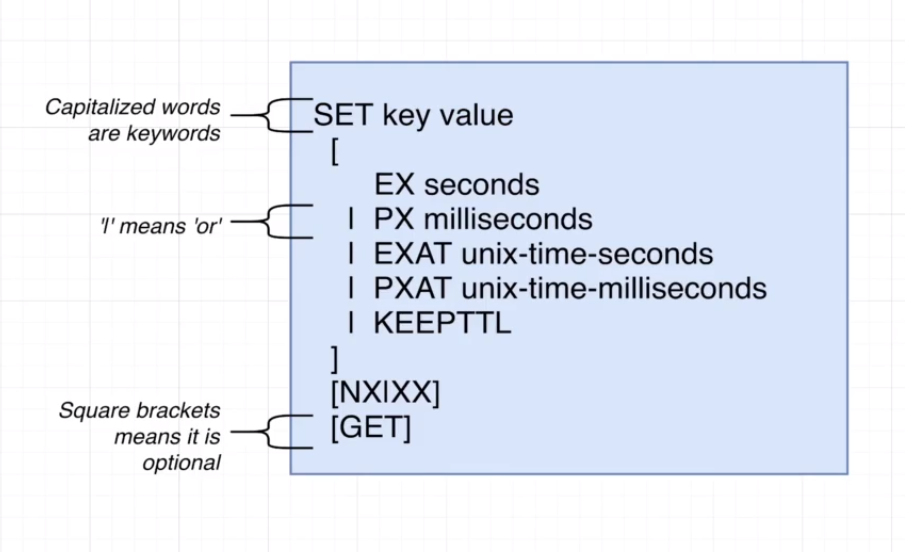 Capitalized words
are keywords
SET key value
[
EX seconds
'|' means 'or'
| PX milliseconds
| EXAT unix-time-seconds
| PXAT unix-time-milliseconds
| KEEPTTL
]
[NX|XX]
Square brackets
means it is
optional
[GET]